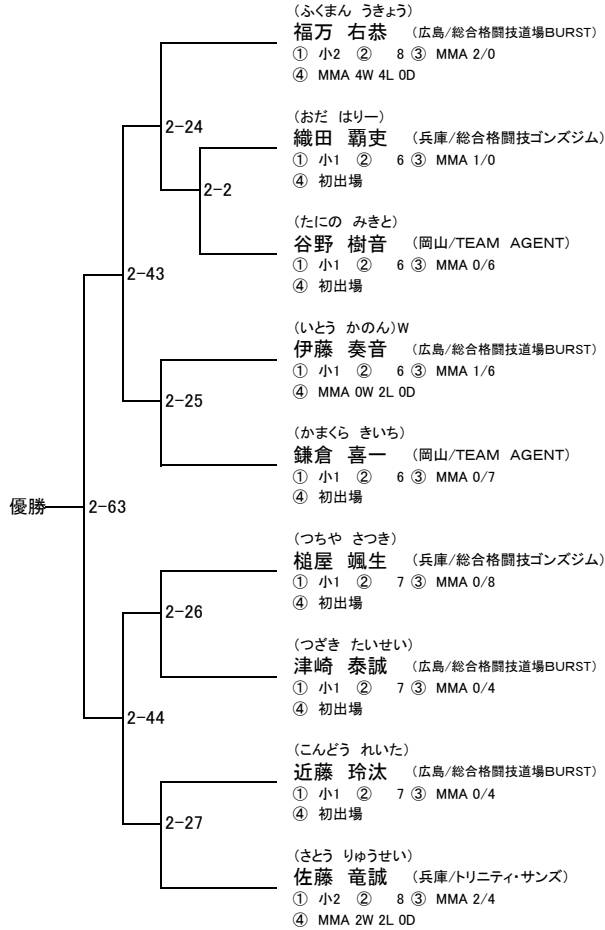 (ふくまん うきょう)
福万 右恭 (広島/総合格闘技道場BURST)
① 小2 ② 8 ③ MMA 2/0
④ MMA 4W 4L 0D
2-24
(おだ はりー)
織田 覇吏 (兵庫/総合格闘技ゴンズジム)
① 小1 ② 6 ③ MMA 1/0
④ 初出場
2-2
(たにの みきと)
谷野 樹音 (岡山/TEAM AGENT)
① 小1 ② 6 ③ MMA 0/6
④ 初出場
2-43
(いとう かのん)W
伊藤 奏音 (広島/総合格闘技道場BURST)
① 小1 ② 6 ③ MMA 1/6
④ MMA 0W 2L 0D
2-25
(かまくら きいち)
鎌倉 喜一 (岡山/TEAM AGENT)
① 小1 ② 6 ③ MMA 0/7
④ 初出場
優勝 2-63
(つちや さつき)
槌屋 颯生 (兵庫/総合格闘技ゴンズジム)
① 小1 ② 7 ③ MMA 0/8
④ 初出場
2-26
(つざき たいせい)
津崎 泰誠 (広島/総合格闘技道場BURST)
① 小1 ② 7 ③ MMA 0/4
④ 初出場
2-44
(こんどう れいた)
近藤 玲汰 (広島/総合格闘技道場BURST)
① 小1 ② 7 ③ MMA 0/4
④ 初出場
2-27
(さとう りゅうせい)
佐藤 竜誠 (兵庫/トリニティ・サンズ)
① 小2 ② 8 ③ MMA 2/4
④ MMA 2W 2L 0D